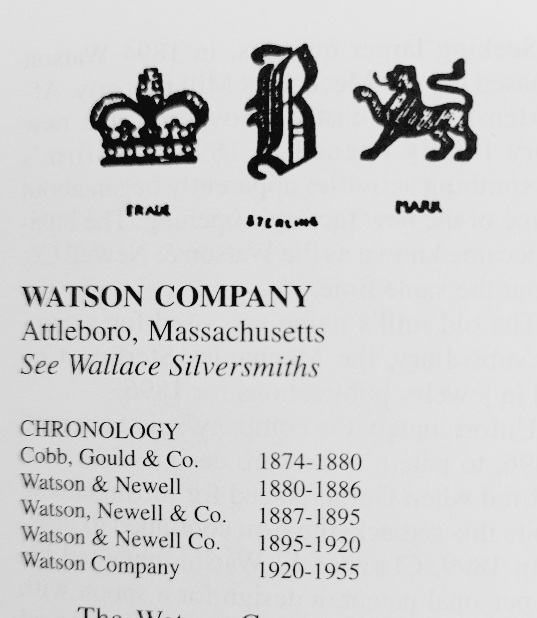 B
TRADE
STERLING
MARK
WATSON COMPANY
Attleboro, Massachusetts
See Wallace Silversmiths
CHRONOLOGY
Cobb, Gould & Co. 1874-1880
Watson & Newell 1880-1886
Watson, Newell & Co. 1887-1895
Watson & Newell Co. 1895-1920
Watson Company 1920-1955
The Watson